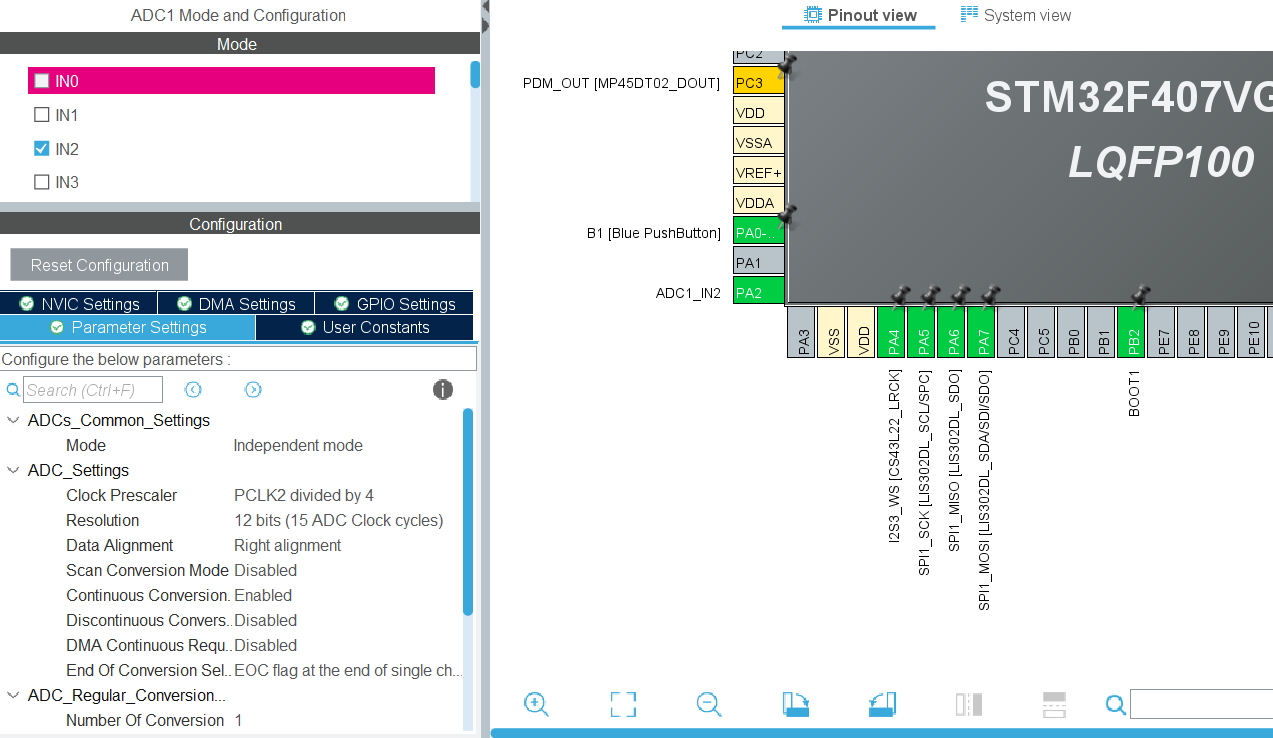 ADC1 Mode and Configuration
Mode
IN0
IN1
IN2
IN3
Configuration
Reset Configuration
NVIC Settings
DMA Settings
GPIO Settings
Parameter Settings
User Constants
Configure the below parameters :
Search (Ctrl+F)
ADCs_Common_Settings
Mode Independent mode
ADC_Settings
Clock Prescaler PCLK2 divided by 4
Resolution 12 bits (15 ADC Clock cycles)
Data Alignment Right alignment
Scan Conversion Mode Disabled
Continuous Conversion.. Enabled
Discontinuous Convers.. Disabled
DMA Continuous Requ.. Disabled
End Of Conversion Sel.. EOC flag at the end of single ch...
ADC_Regular_Conversion...
Number Of Conversion 1
Pinout view
System view
PC2
PDM_OUT [MP45DT02_DOUT] PC3
VDD
VSSA
VREF+
VDDA
B1 [Blue PushButton] PA0-..
PA1
ADC1_IN2 PA2
STM32F407VG
LQFP100
PA3
VSS
VDD
PA4
PA5
PA6
PA7
PC4
PC5
PB0
PB1
PB2
PE7
PE8
PE9
PE10
I2S3_WS [CS43L22_LRCK]
SPI1_SCK [LIS302DL_SCL/SPC]
SPI1_MISO [LIS302DL_SDO]
SPI1_MOSI [LIS302DL_SDA/SDI/SDO]
BOOT1